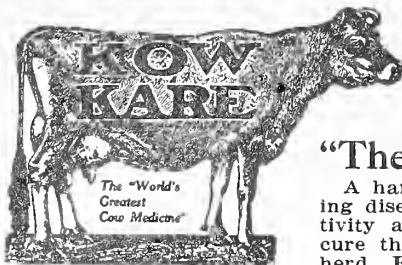 KOW
KARE
The "World's
Greatest
Cow Medicine"
"The
A har
ing dise
tivity a
cure th
herd. F